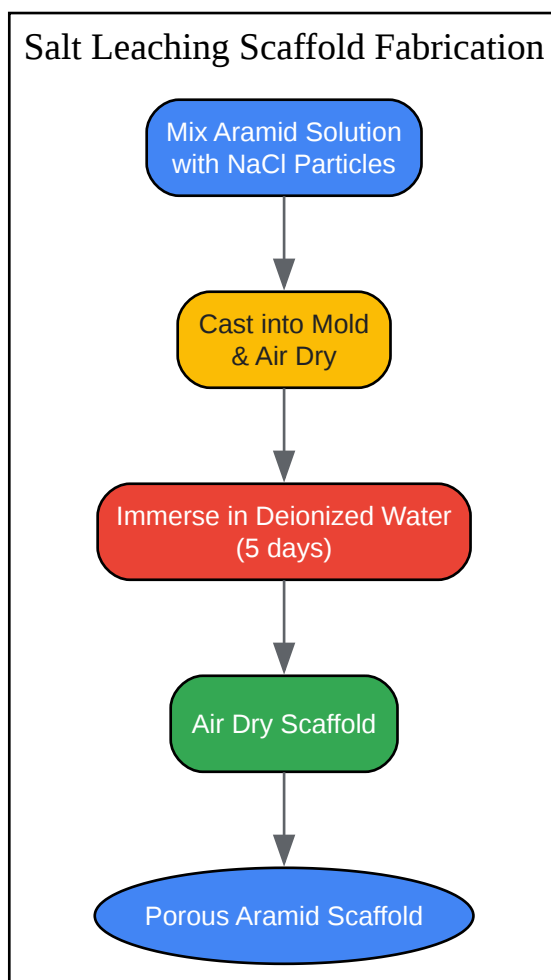 Salt Leaching Scaffold Fabrication
Mix Aramid Solution
with NaCl Particles
Cast into Mold
& Air Dry
Immerse in Deionized Water
(5 days)
Air Dry Scaffold
Porous Aramid Scaffold